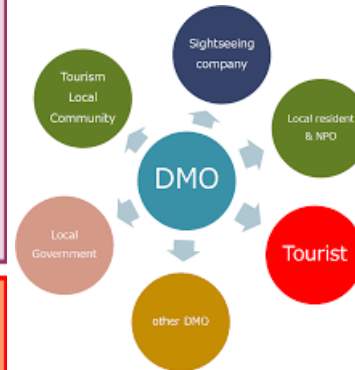 Sightseeing
company
Tourism
Local
Community
Local resident
& NPO
DMO
Local
Government
Tourist
other DMO